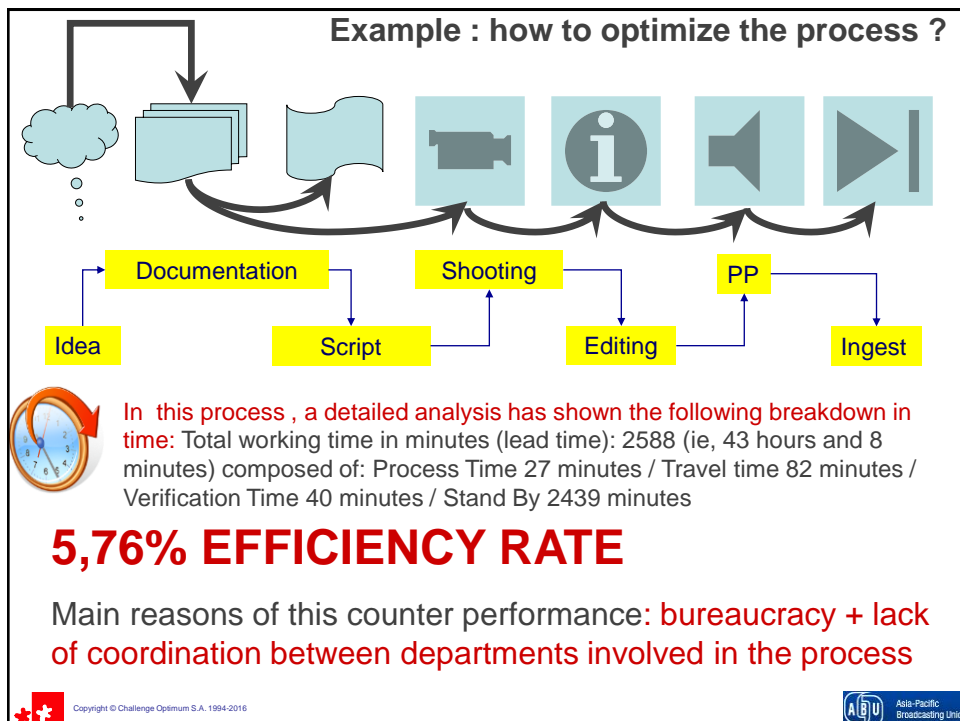 Example : how to optimize the process ?
Documentation
Shooting
PP
Idea
Script
Editing
Ingest
In this process , a detailed analysis has shown the following breakdown in
time: Total working time in minutes (lead time): 2588 (ie, 43 hours and 8
minutes) composed of: Process Time 27 minutes / Travel time 82 minutes /
Verification Time 40 minutes / Stand By 2439 minutes
5,76% EFFICIENCY RATE
Main reasons of this counter performance: bureaucracy + lack
of coordination between departments involved in the process
Copyright © Challenge Optimum S.A. 1994-2016
ABU
Asia-Pacific
Broadcasting